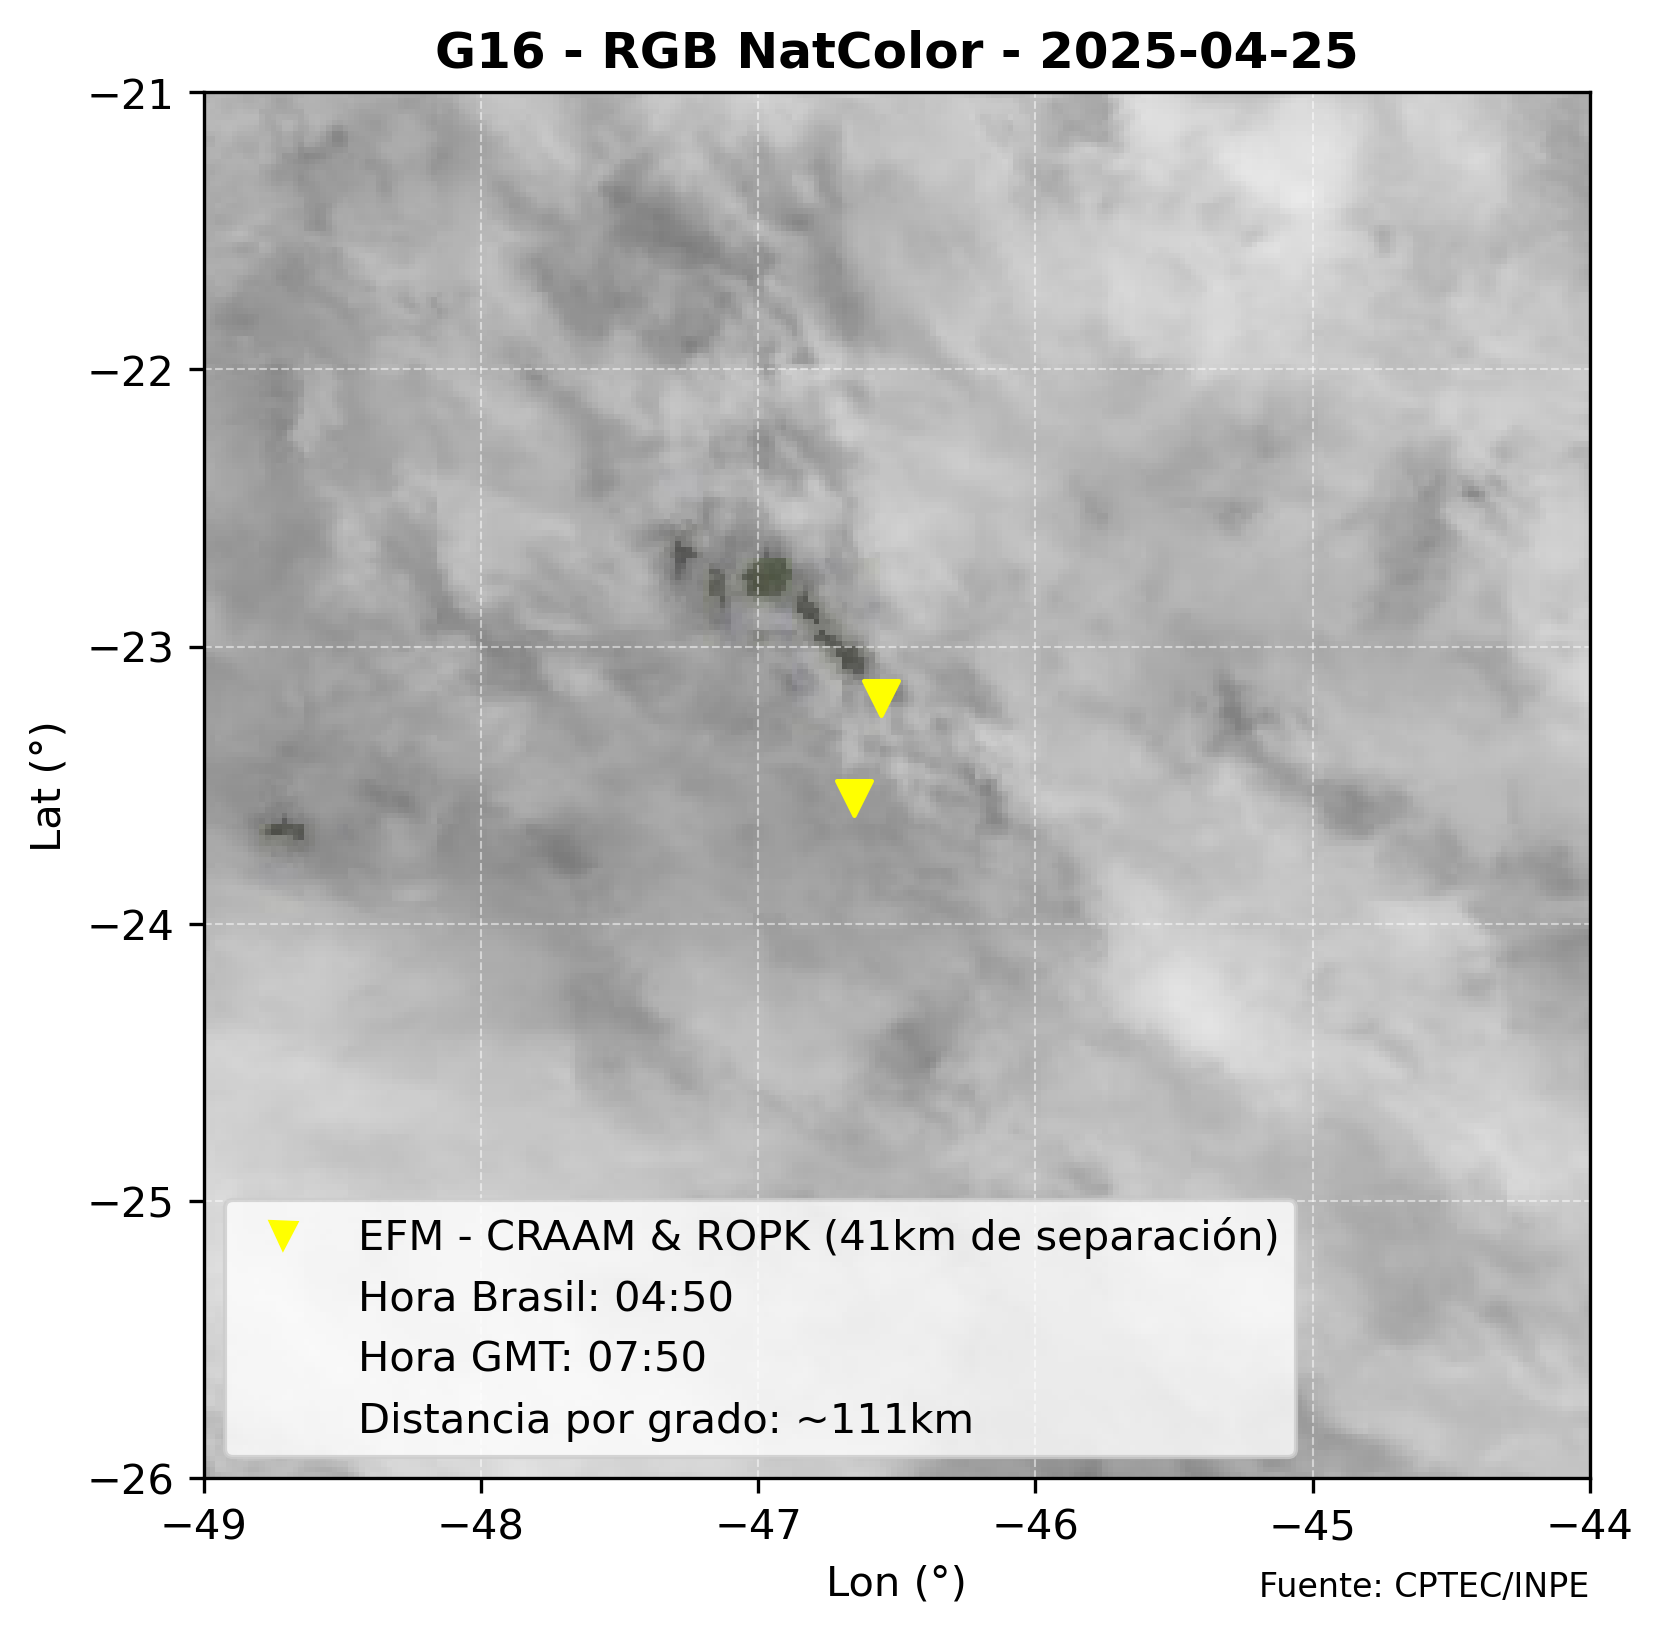 G16 - RGB NatColor - 2025-04-25
−21
−22
−23
−24
−25
−26
Lat (°)
EFM - CRAAM & ROPK (41km de separación)
Hora Brasil: 04:50
Hora GMT: 07:50
Distancia por grado: ~111km
−49 −48 −47 −46 −45 −44
Lon (°)
Fuente: CPTEC/INPE